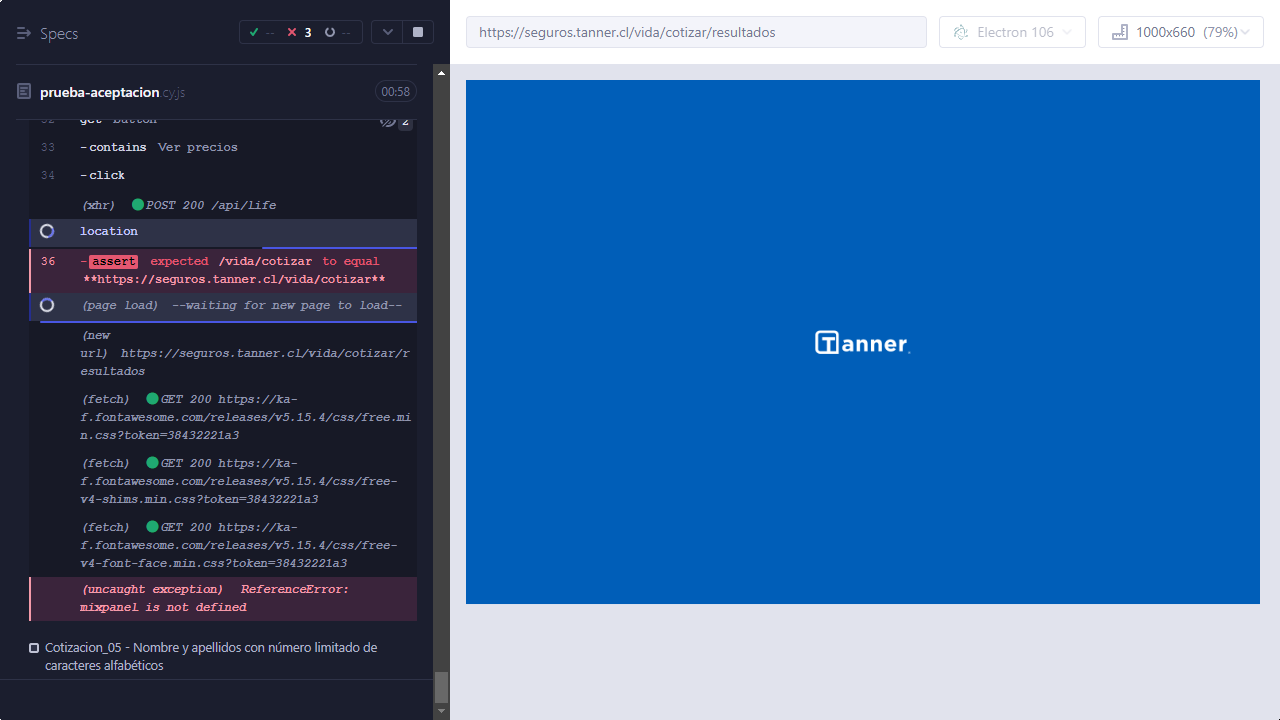 Specs
-- 3 --
https://seguros.tanner.cl/vida/cotizar/resultados
Electron 106
1000x660 (79%)
prueba-aceptacion.cy.js
00:58
32 get button 2
33 -contains Ver precios
34 -click
(xhr) POST 200 /api/life
location
36 -assert expected /vida/cotizar to equal
**https://seguros.tanner.cl/vida/cotizar**
(page load) --waiting for new page to load--
(new
url) https://seguros.tanner.cl/vida/cotizar/r
esultados
(fetch) GET 200 https://ka-
f.fontawesome.com/releases/v5.15.4/css/free.mi
n.css?token=38432221a3
(fetch) GET 200 https://ka-
f.fontawesome.com/releases/v5.15.4/css/free-
v4-shims.min.css?token=38432221a3
(fetch) GET 200 https://ka-
f.fontawesome.com/releases/v5.15.4/css/free-
v4-font-face.min.css?token=38432221a3
(uncaught exception) ReferenceError:
mixpanel is not defined
Cotizacion_05 - Nombre y apellidos con número limitado de
caracteres alfabéticos
Tanner